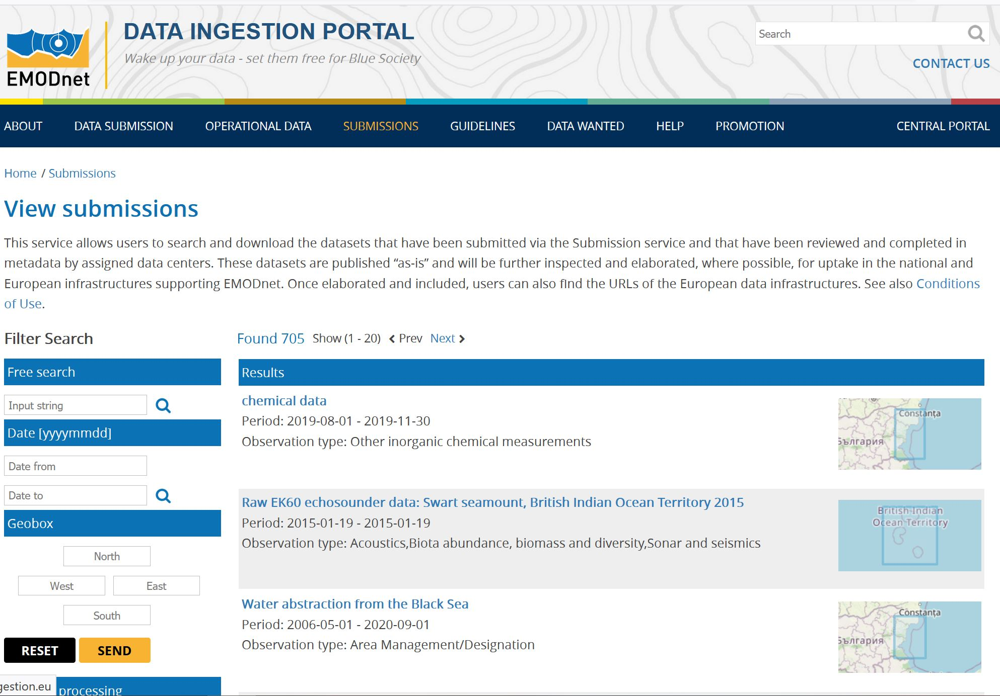 EMODnet
DATA INGESTION PORTAL
Wake up your data - set them free for Blue Society
Search
CONTACT US
ABOUT
DATA SUBMISSION
OPERATIONAL DATA
SUBMISSIONS
GUIDELINES
DATA WANTED
HELP
PROMOTION
CENTRAL PORTAL
Home / Submissions
View submissions
This service allows users to search and download the datasets that have been submitted via the Submission service and that have been reviewed and completed in
metadata by assigned data centers. These datasets are published “as-is” and will be further inspected and elaborated, where possible, for uptake in the national and
European infrastructures supporting EMODnet. Once elaborated and included, users can also find the URLs of the European data infrastructures. See also Conditions
of Use.
Filter Search
Free search
Input string
Date [yyyymmdd]
Date from
Date to
Geobox
North
West
East
South
RESET
SEND
gestion.eu
processing
Found 705 Show (1 - 20) Prev Next
Results
chemical data
Period: 2019-08-01 - 2019-11-30
Observation type: Other inorganic chemical measurements
Constanța
България
Raw EK60 echosounder data: Swart seamount, British Indian Ocean Territory 2015
Period: 2015-01-19 - 2015-01-19
Observation type: Acoustics,Biota abundance, biomass and diversity,Sonar and seismics
British Indian
Ocean Territory
Water abstraction from the Black Sea
Period: 2006-05-01 - 2020-09-01
Observation type: Area Management/Designation
Constanța
България